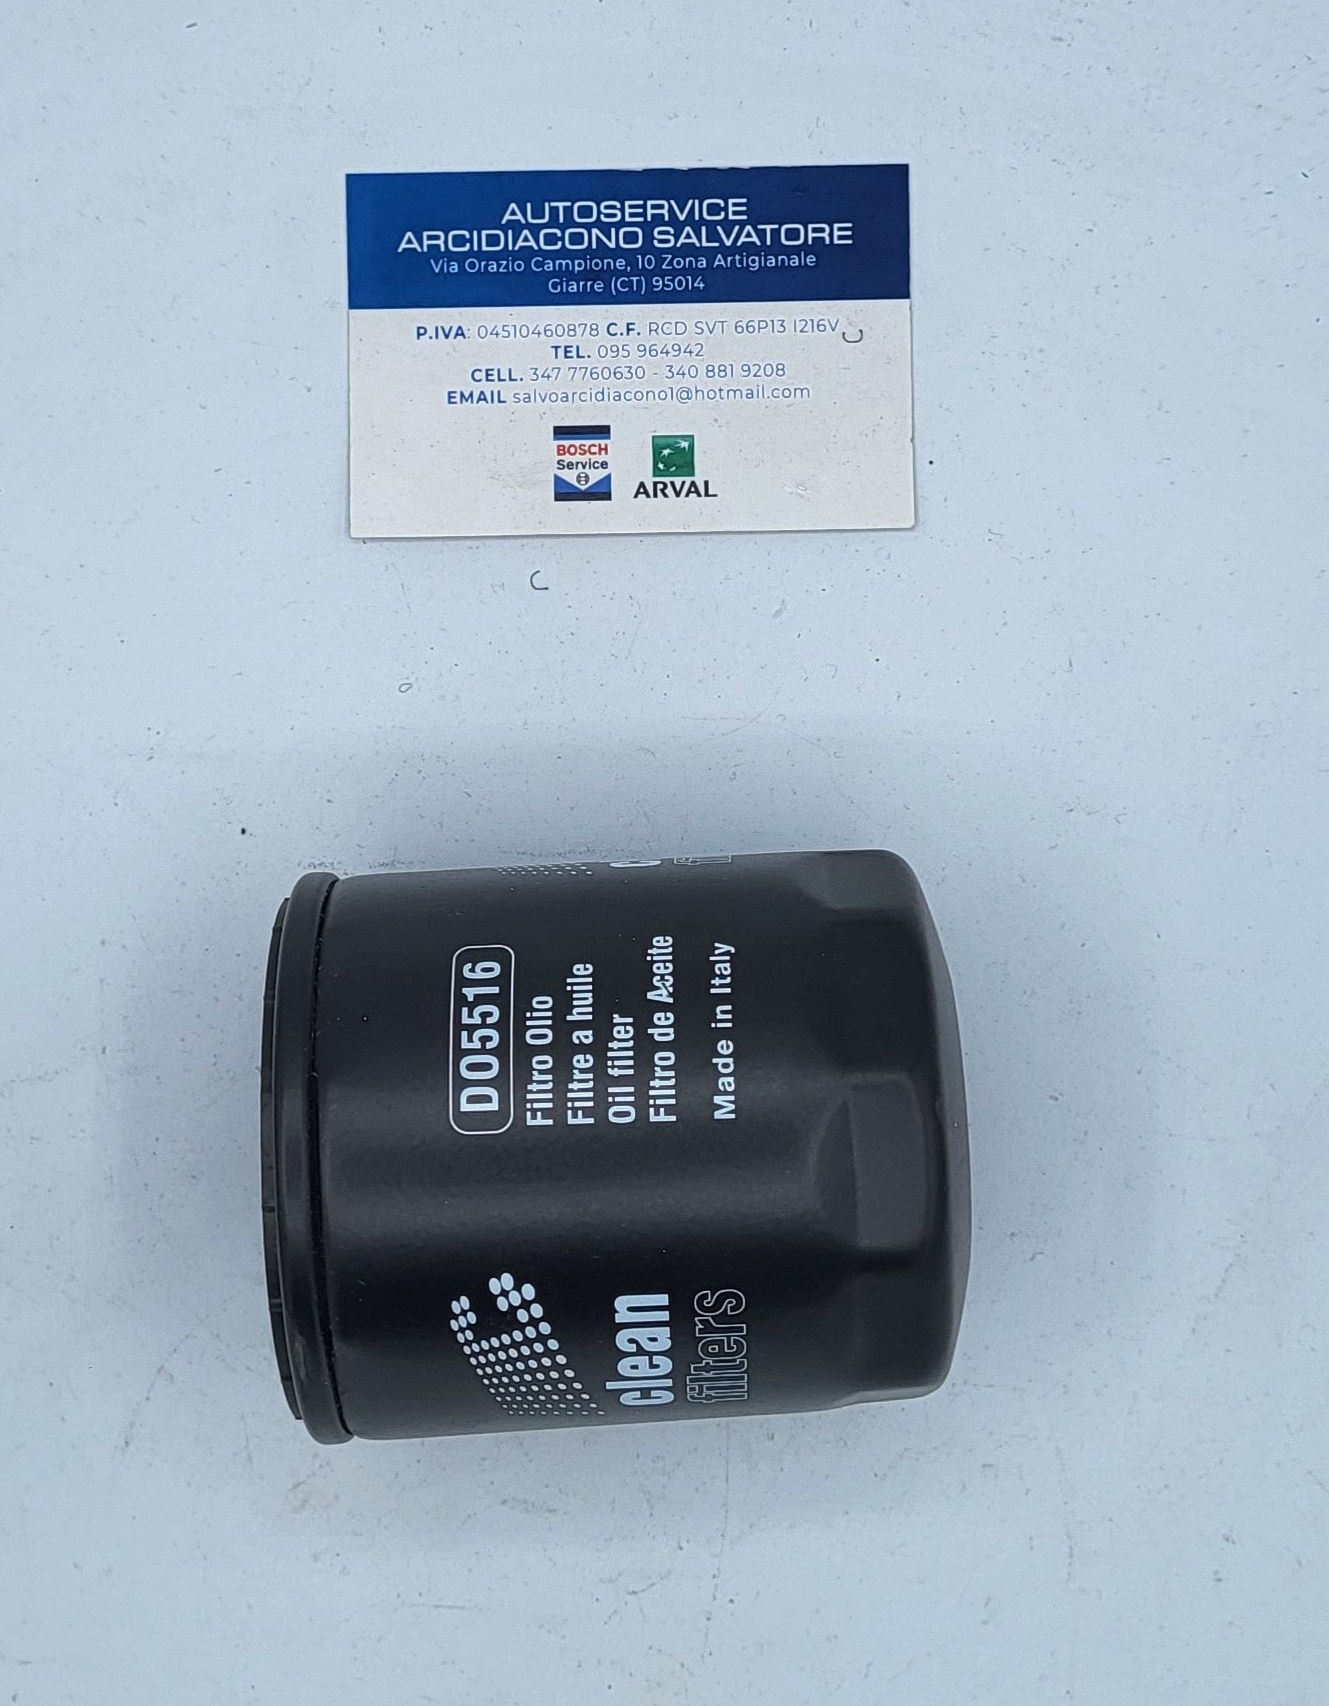 AUTOSERVICE
ARCIDIACONO SALVATORE
Via Orazio Campione, 10 Zona Artigianale
Giarre (CT) 95014
P.IVA: 04510460878 C.F. RCD SVT 66P13 I216V
TEL. 095 964942
CELL. 347 7760630 - 340 881 9208
EMAIL salvoarcidiacono1@hotmail.com
BOSCH
Service
ARVAL
DO5516
Filtro Olio
Filtre a huile
Oil filter
Filtro de Aceite
Made in Italy
clean
filters